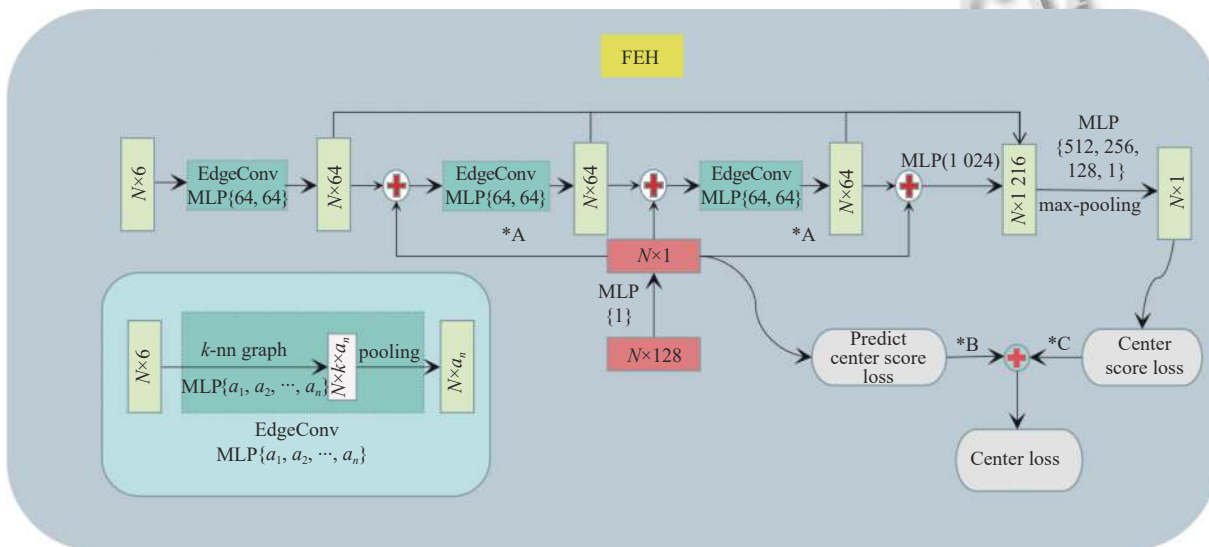 FEH
N×6
EdgeConv
MLP{64, 64}
N×64
EdgeConv
MLP{64, 64}
*A
N×64
EdgeConv
MLP{64, 64}
*A
N×64
MLP(1 024)
N×1 216
MLP
{512, 256,
128, 1}
max-pooling
N×1
N×1
MLP
{1}
N×128
Predict
center score
loss
*B
*C
Center
score loss
Center loss
N×6
k-nn graph
MLP{a₁, a₂, ⋯, aₙ}
N×k×aₙ
pooling
N×aₙ
EdgeConv
MLP{a₁, a₂, ⋯, aₙ}